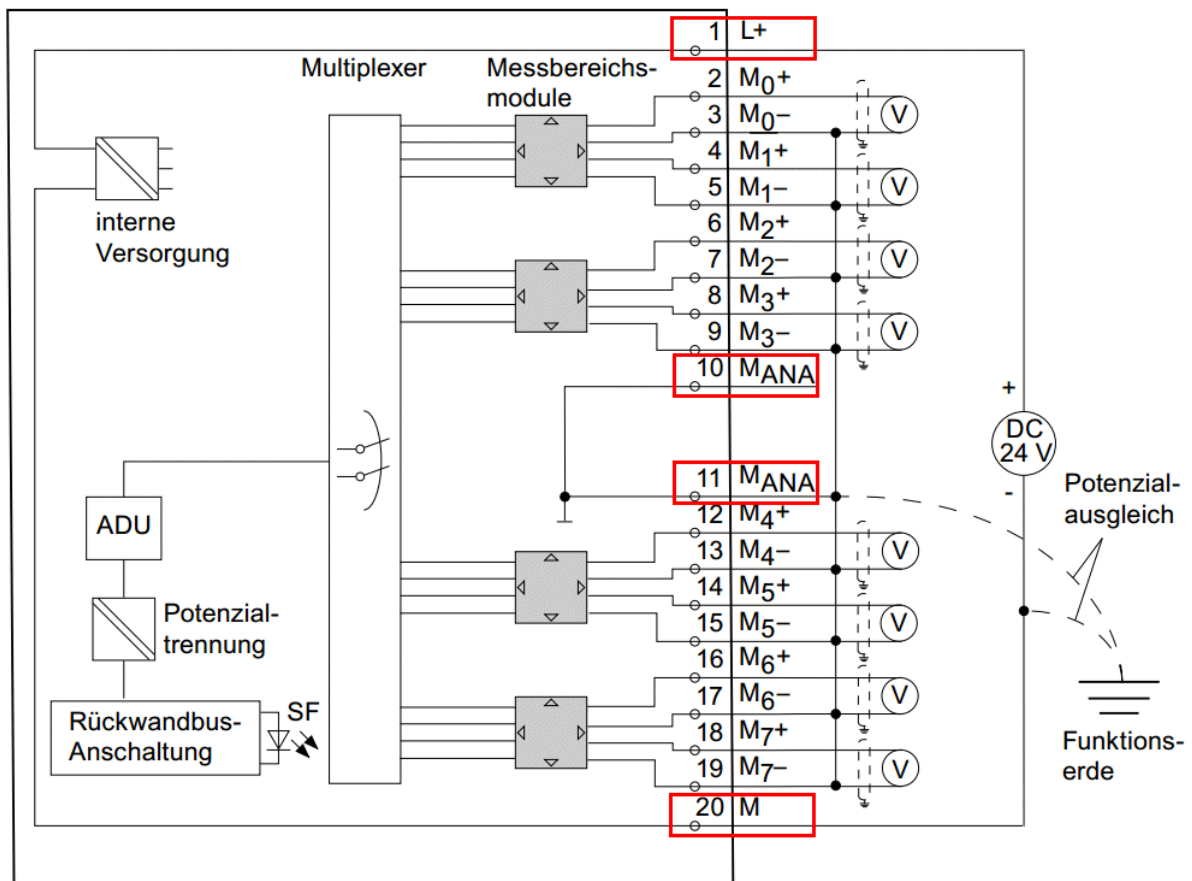 1 L+
Multiplexer
Messbereichs-
module
2 M0+
3 M0–
4 M1+
5 M1–
6 M2+
7 M2–
8 M3+
9 M3–
10 MANA
interne
Versorgung
V
V
V
V
+
DC
24 V
-
11 MANA
12 M4+
13 M4–
14 M5+
15 M5–
16 M6+
17 M6–
18 M7+
19 M7–
20 M
V
V
V
V
Potenzial-
ausgleich
ADU
Potenzial-
trennung
Rückwandbus-
Anschaltung
SF
Funktions-
erde